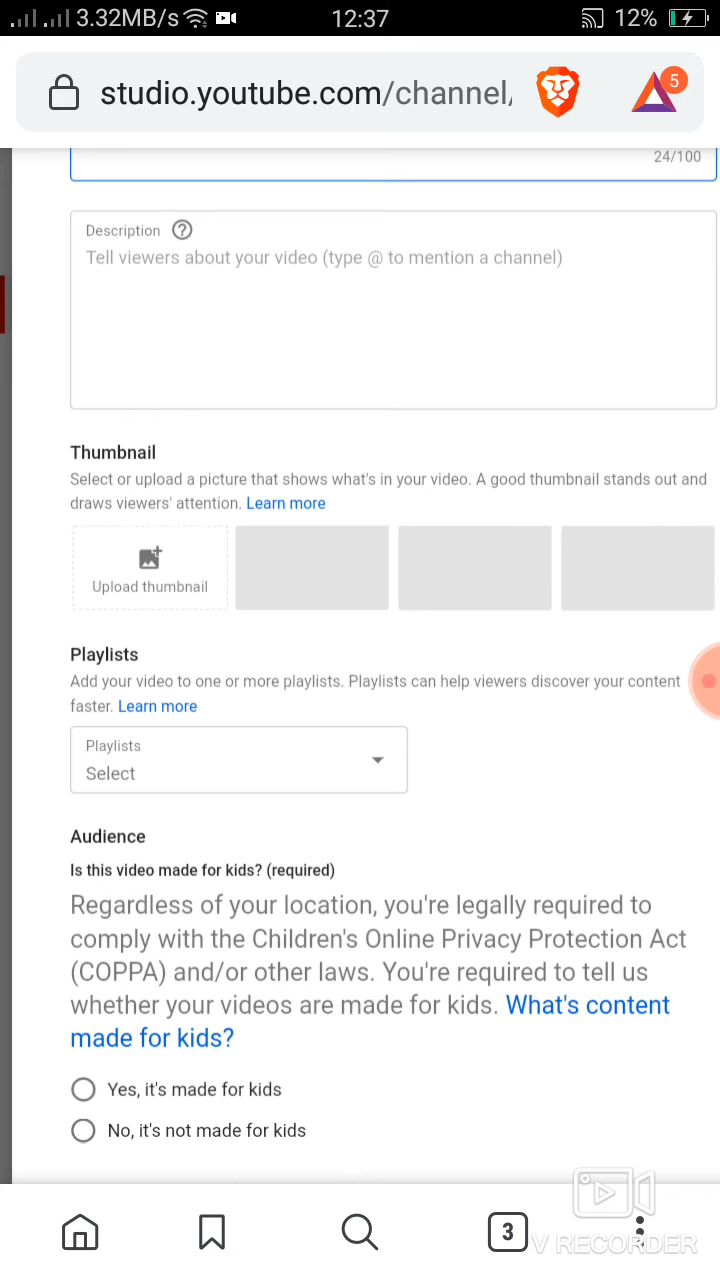 3.32MB/s 12:37 12%
studio.youtube.com/channel/ 5
24/100
Description
Tell viewers about your video (type @ to mention a channel)
Thumbnail
Select or upload a picture that shows what's in your video. A good thumbnail stands out and
draws viewers' attention. Learn more
Upload thumbnail
Playlists
Add your video to one or more playlists. Playlists can help viewers discover your content
faster. Learn more
Playlists
Select
Audience
Is this video made for kids? (required)
Regardless of your location, you're legally required to
comply with the Children's Online Privacy Protection Act
(COPPA) and/or other laws. You're required to tell us
whether your videos are made for kids. What's content
made for kids?
Yes, it's made for kids
No, it's not made for kids
3
V RECORDER